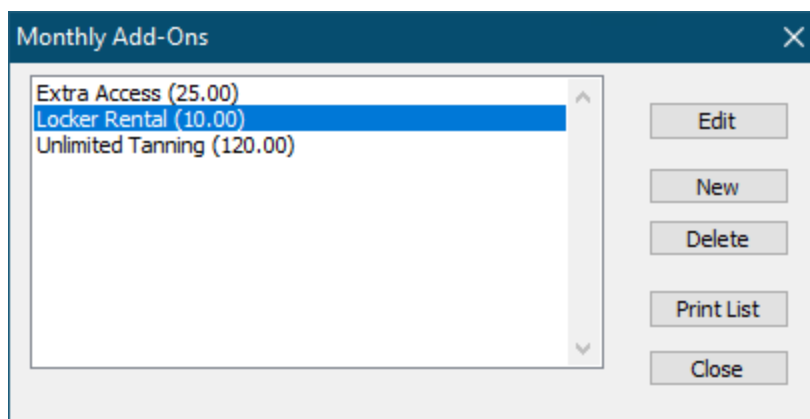 Monthly Add-Ons
Extra Access (25.00)
Locker Rental (10.00)
Unlimited Tanning (120.00)
Edit
New
Delete
Print List
Close